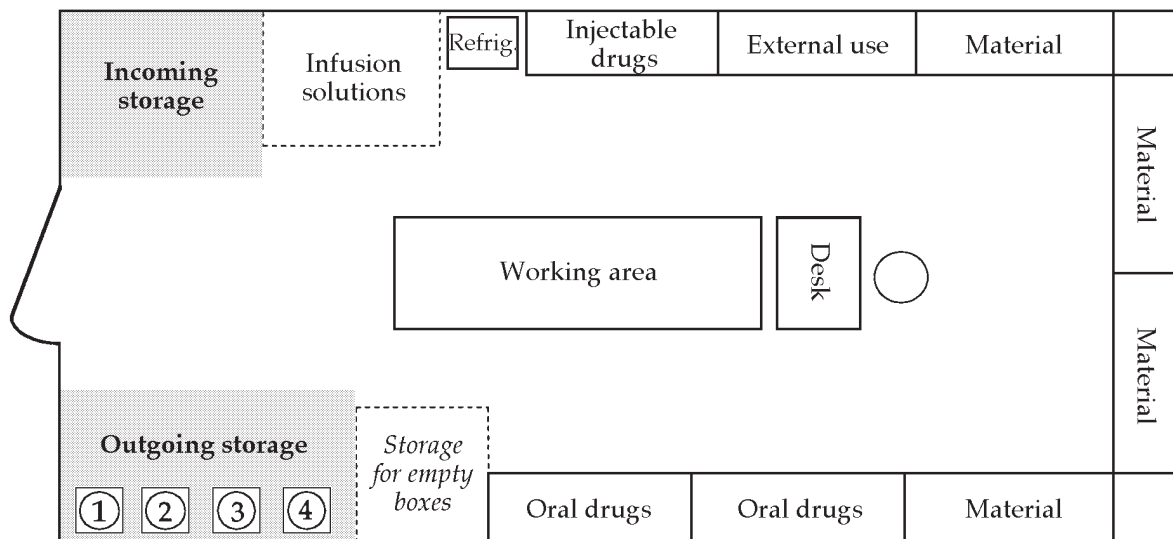 Incoming
storage
Infusion
solutions
Refrig.
Injectable
drugs
External use
Material
Material
Working area
Desk
Material
Outgoing storage
1 2 3 4
Storage
for empty
boxes
Oral drugs
Oral drugs
Material